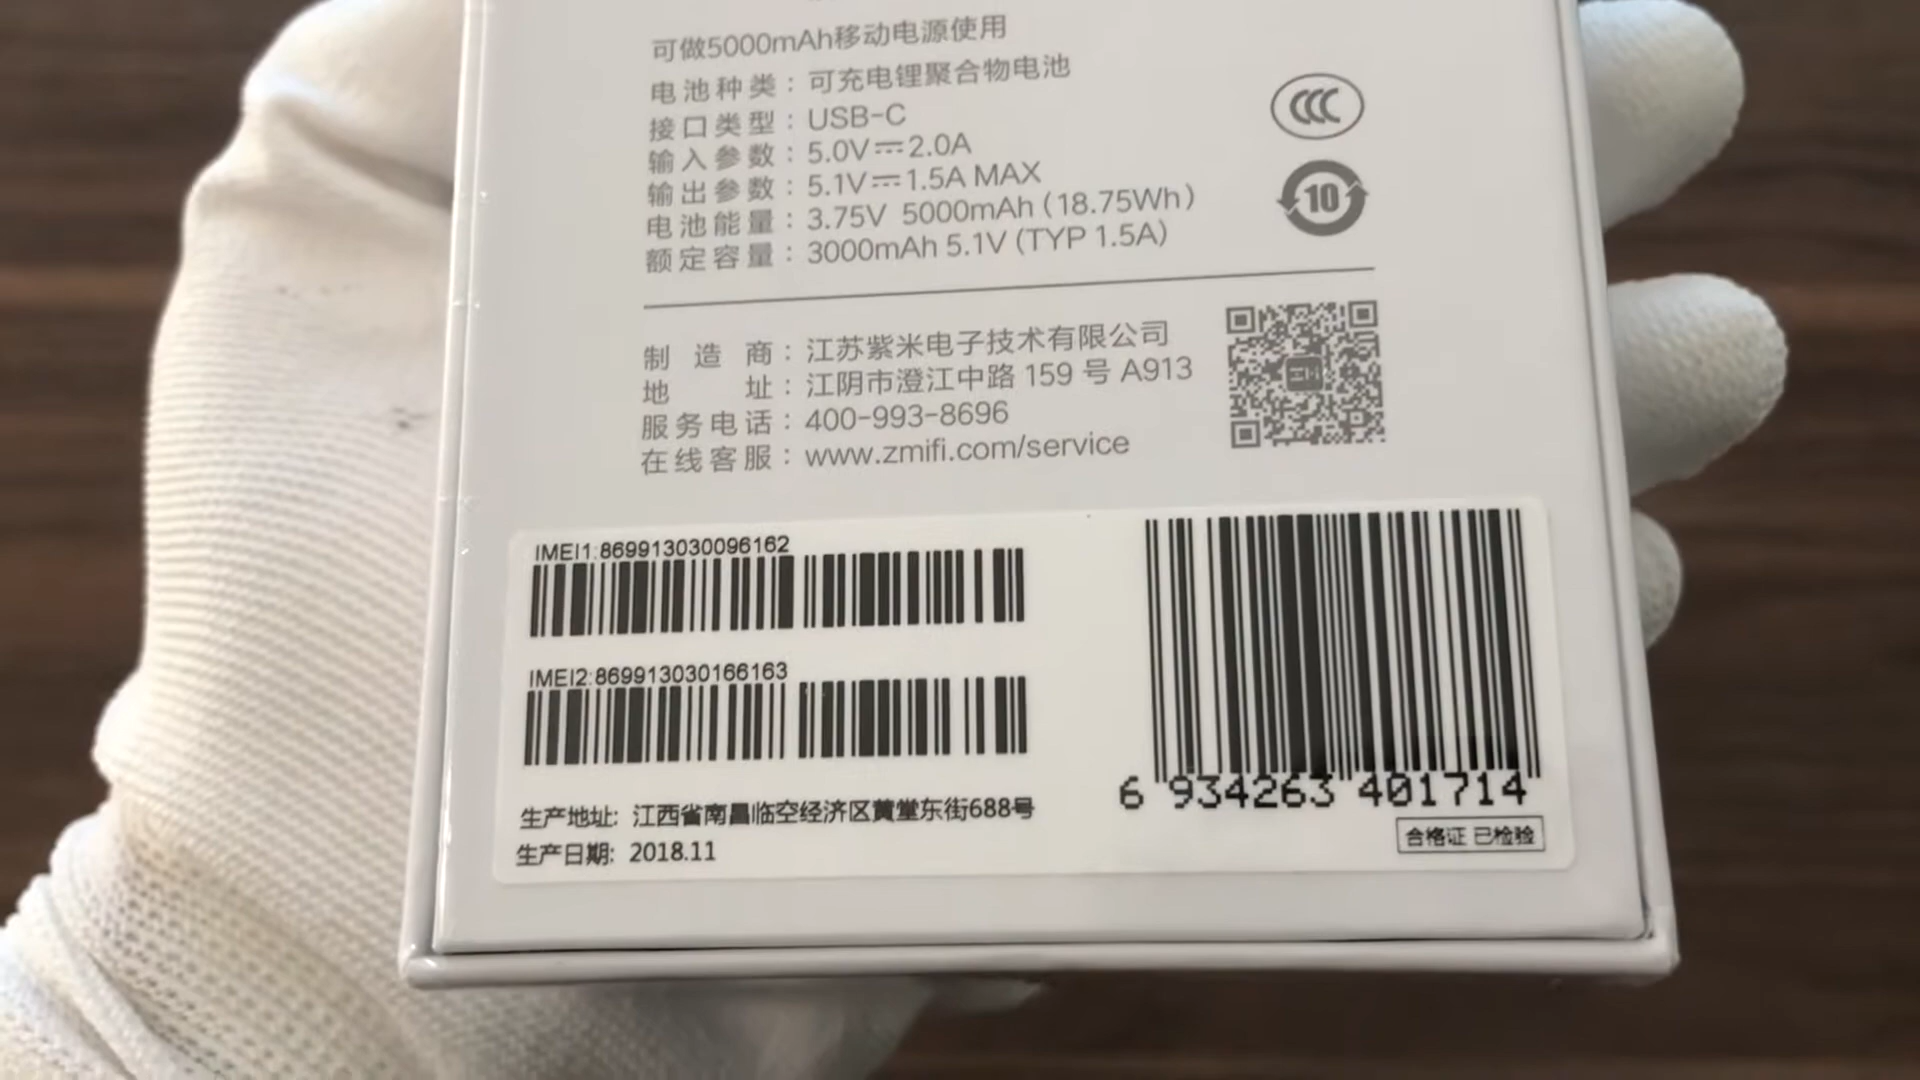 可做5000mAh移动电源使用
电池种类：可充电锂聚合物电池
接口类型：USB-C
输入参数：5.0V⎓2.0A
输出参数：5.1V⎓1.5A MAX
电池能量：3.75V 5000mAh（18.75Wh）
额定容量：3000mAh 5.1V (TYP 1.5A)
CCC
10
制造商：江苏紫米电子技术有限公司
地址：江阴市澄江中路 159 号 A913
服务电话：400-993-8696
在线客服：www.zmifi.com/service
IMEI1:869913030096162
IMEI2:869913030166163
生产地址: 江西省南昌临空经济区黄堂东街688号
生产日期: 2018.11
6 934263 401714
合格证 已检验